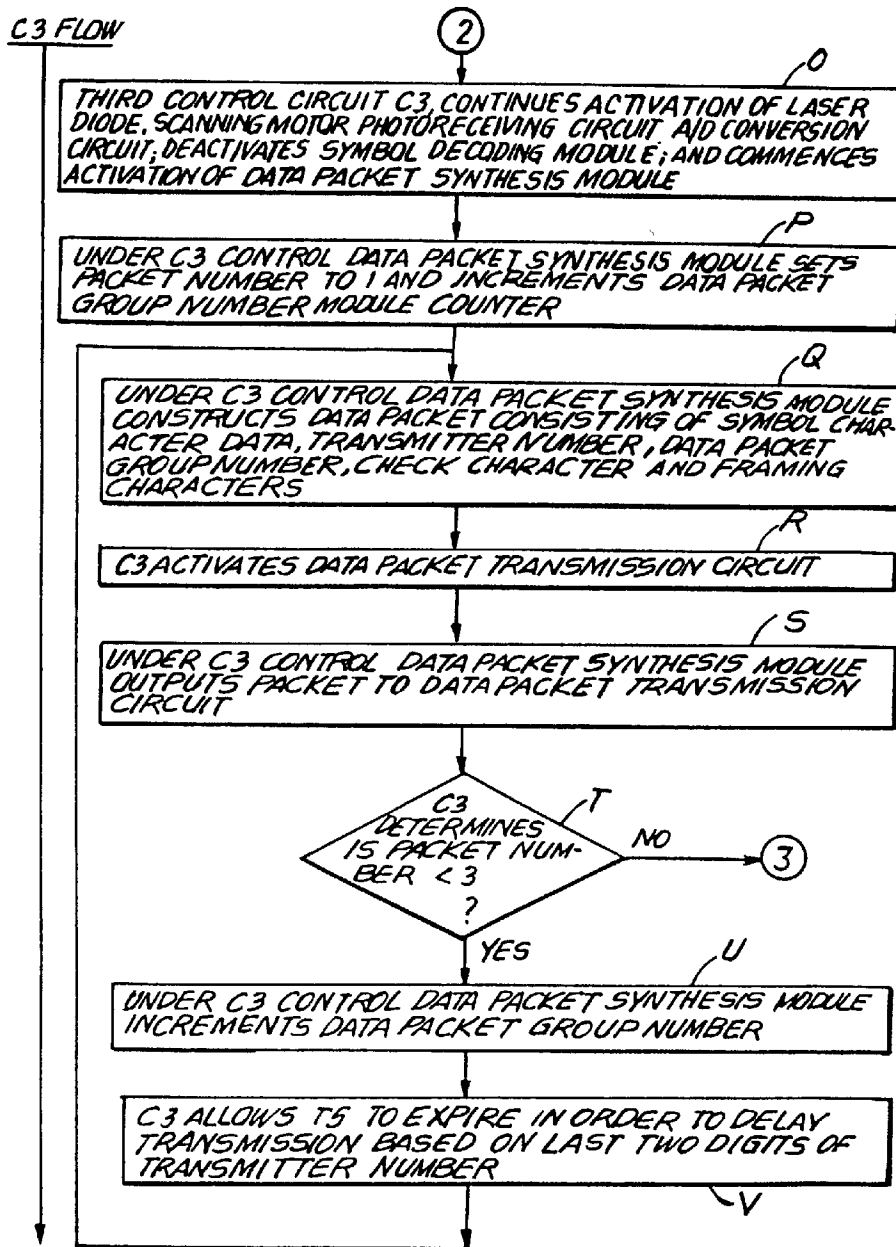 C3 FLOW
2
O
THIRD CONTROL CIRCUIT C3, CONTINUES ACTIVATION OF LASER
DIODE, SCANNING MOTOR PHOTORECEIVING CIRCUIT A/D CONVERSION
CIRCUIT; DEACTIVATES SYMBOL DECODING MODULE; AND COMMENCES
ACTIVATION OF DATA PACKET SYNTHESIS MODULE
P
UNDER C3 CONTROL DATA PACKET SYNTHESIS MODULE SETS
PACKET NUMBER TO 1 AND INCREMENTS DATA PACKET
GROUP NUMBER MODULE COUNTER
Q
UNDER C3 CONTROL DATA PACKET SYNTHESIS MODULE
CONSTRUCTS DATA PACKET CONSISTING OF SYMBOL CHAR-
ACTER DATA, TRANSMITTER NUMBER, DATA PACKET
GROUP NUMBER, CHECK CHARACTER AND FRAMING
CHARACTERS
R
C3 ACTIVATES DATA PACKET TRANSMISSION CIRCUIT
S
UNDER C3 CONTROL DATA PACKET SYNTHESIS MODULE
OUTPUTS PACKET TO DATA PACKET TRANSMISSION
CIRCUIT
T
C3
DETERMINES
IS PACKET NUM-
BER < 3
?
NO
3
YES
U
UNDER C3 CONTROL DATA PACKET SYNTHESIS MODULE
INCREMENTS DATA PACKET GROUP NUMBER
C3 ALLOWS T5 TO EXPIRE IN ORDER TO DELAY
TRANSMISSION BASED ON LAST TWO DIGITS OF
TRANSMITTER NUMBER
V